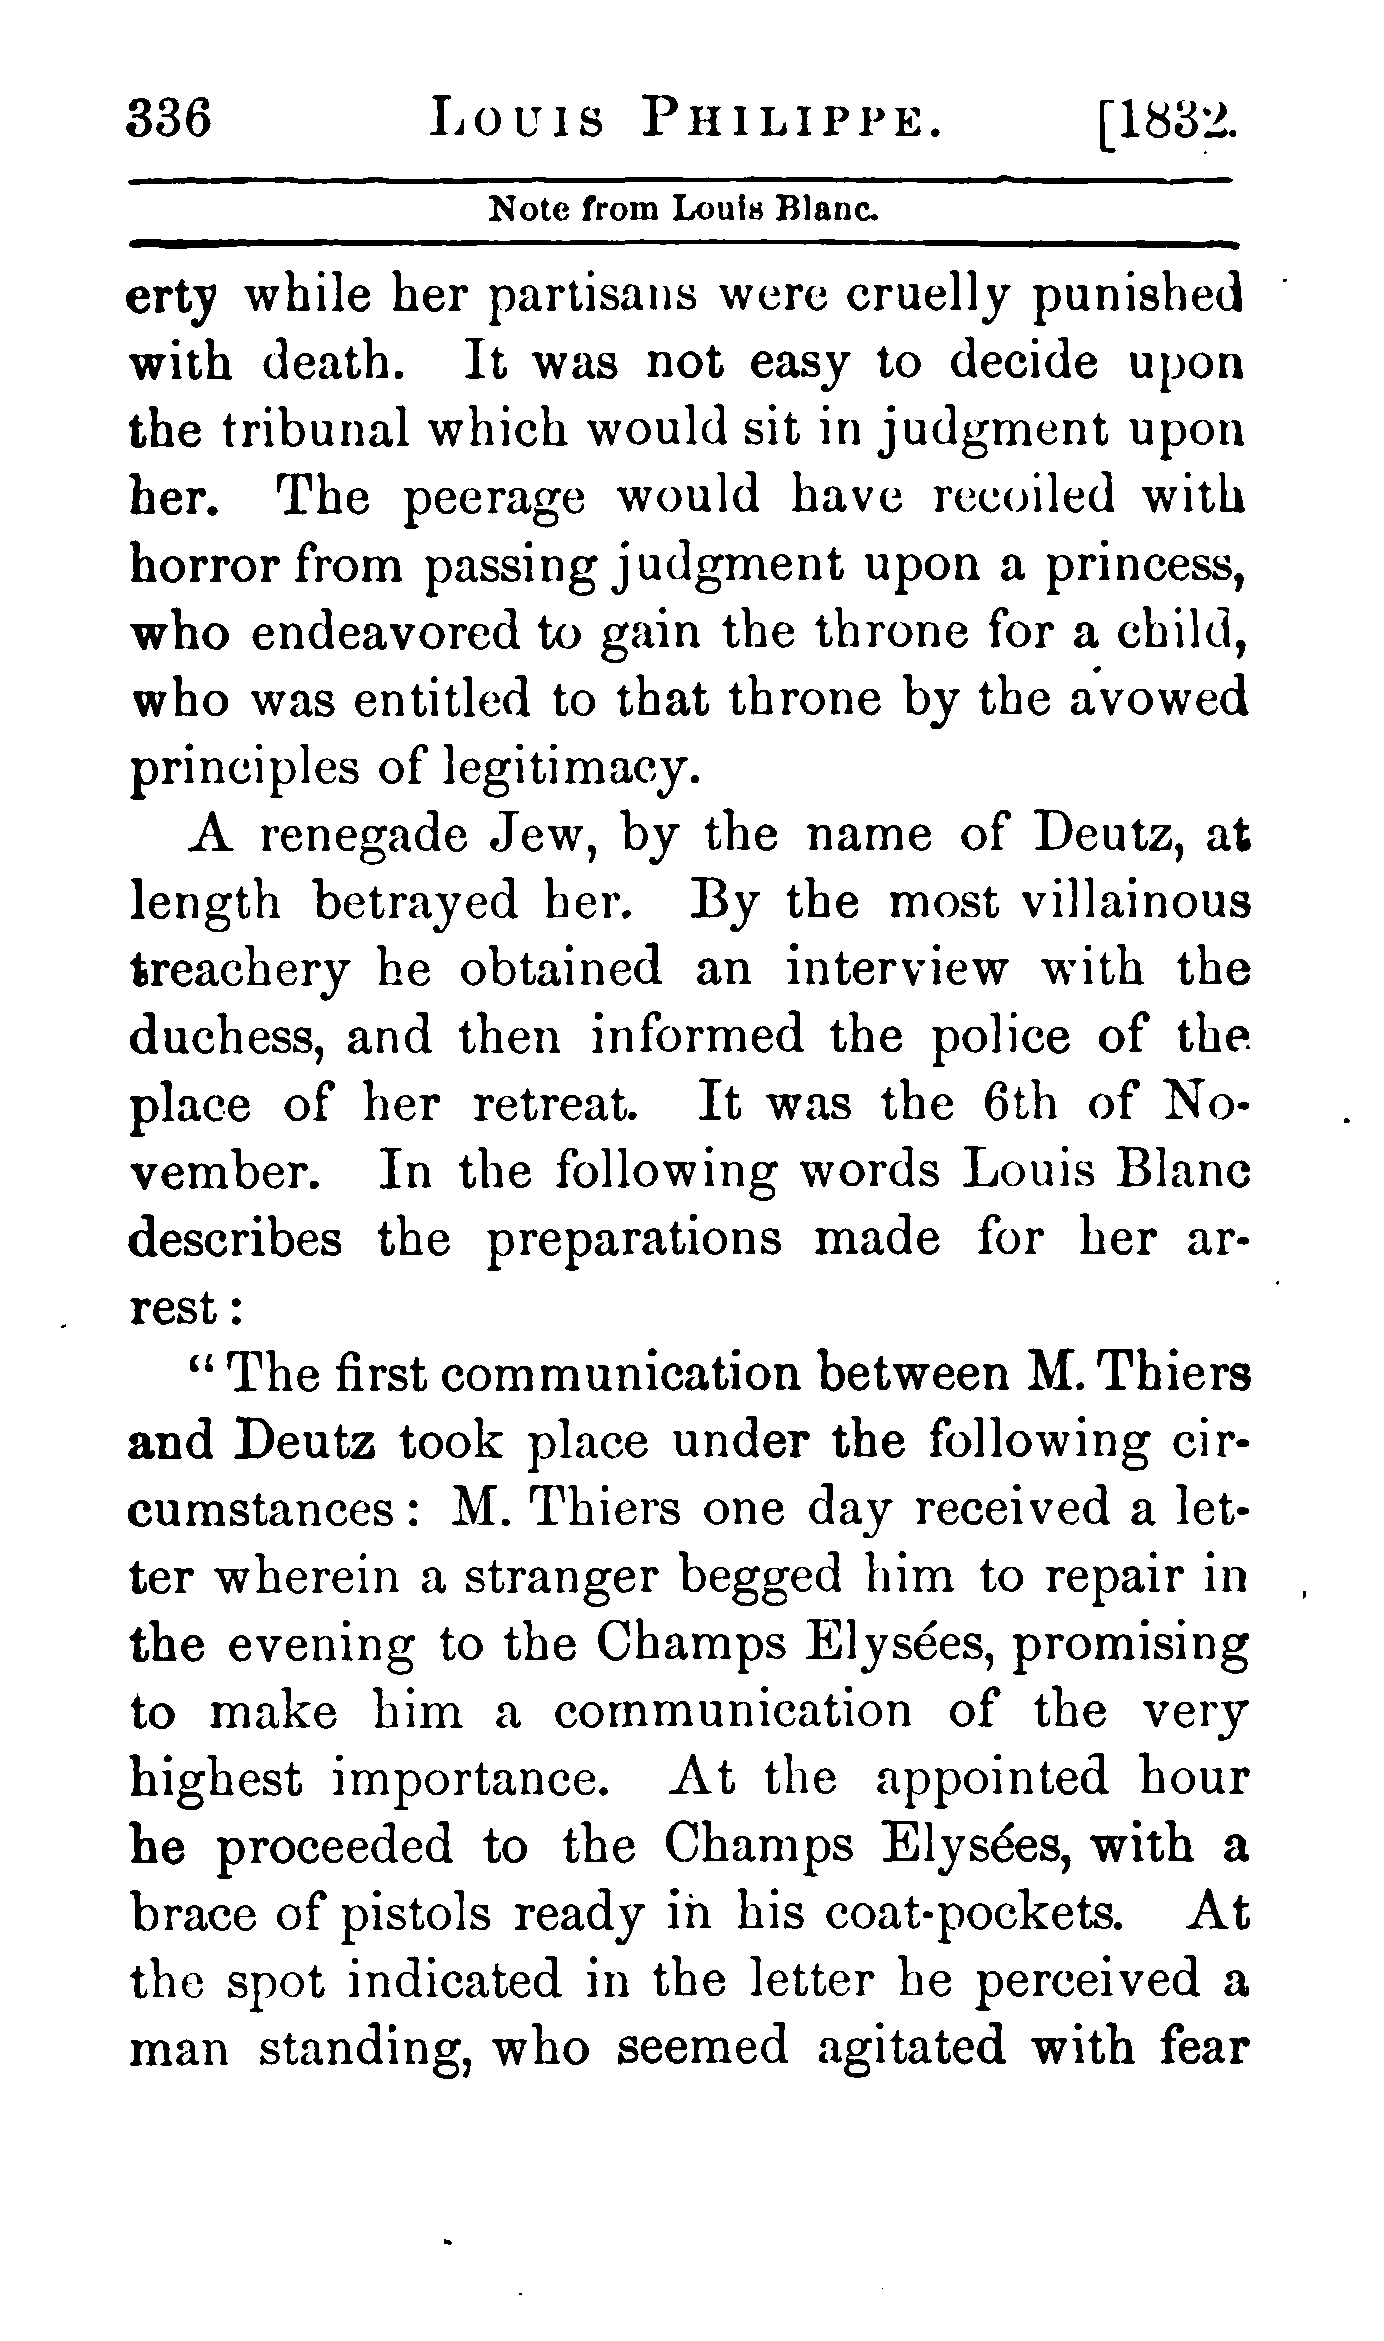 336 LOUIS PHILIPPE. [1832.
Note from Louis Blanc.
erty while her partisans were cruelly punished
with death. It was not easy to decide upon
the tribunal which would sit in judgment upon
her. The peerage would have recoiled with
horror from passing judgment upon a princess,
who endeavored to gain the throne for a child,
who was entitled to that throne by the avowed
principles of legitimacy.
A renegade Jew, by the name of Deutz, at
length betrayed her. By the most villainous
treachery he obtained an interview with the
duchess, and then informed the police of the
place of her retreat. It was the 6th of No-
vember. In the following words Louis Blanc
describes the preparations made for her ar-
rest:
"The first communication between M. Thiers
and Deutz took place under the following cir-
cumstances: M. Thiers one day received a let-
ter wherein a stranger begged him to repair in
the evening to the Champs Elysées, promising
to make him a communication of the very
highest importance. At the appointed hour
he proceeded to the Champs Elysées, with a
brace of pistols ready in his coat-pockets. At
the spot indicated in the letter he perceived a
man standing, who seemed agitated with fear